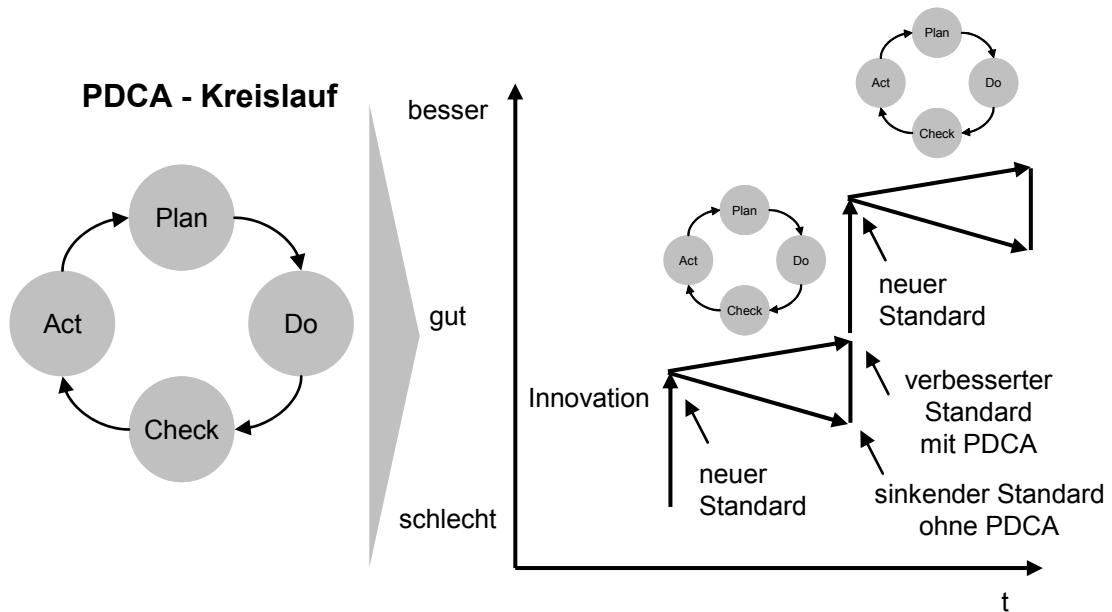 PDCA - Kreislauf
Plan
Act
Do
Check
besser
gut
schlecht
Plan
Act
Do
Check
neuer
Standard
Plan
Act
Do
Check
Innovation
neuer
Standard
verbesserter
Standard
mit PDCA
sinkender Standard
ohne PDCA
t